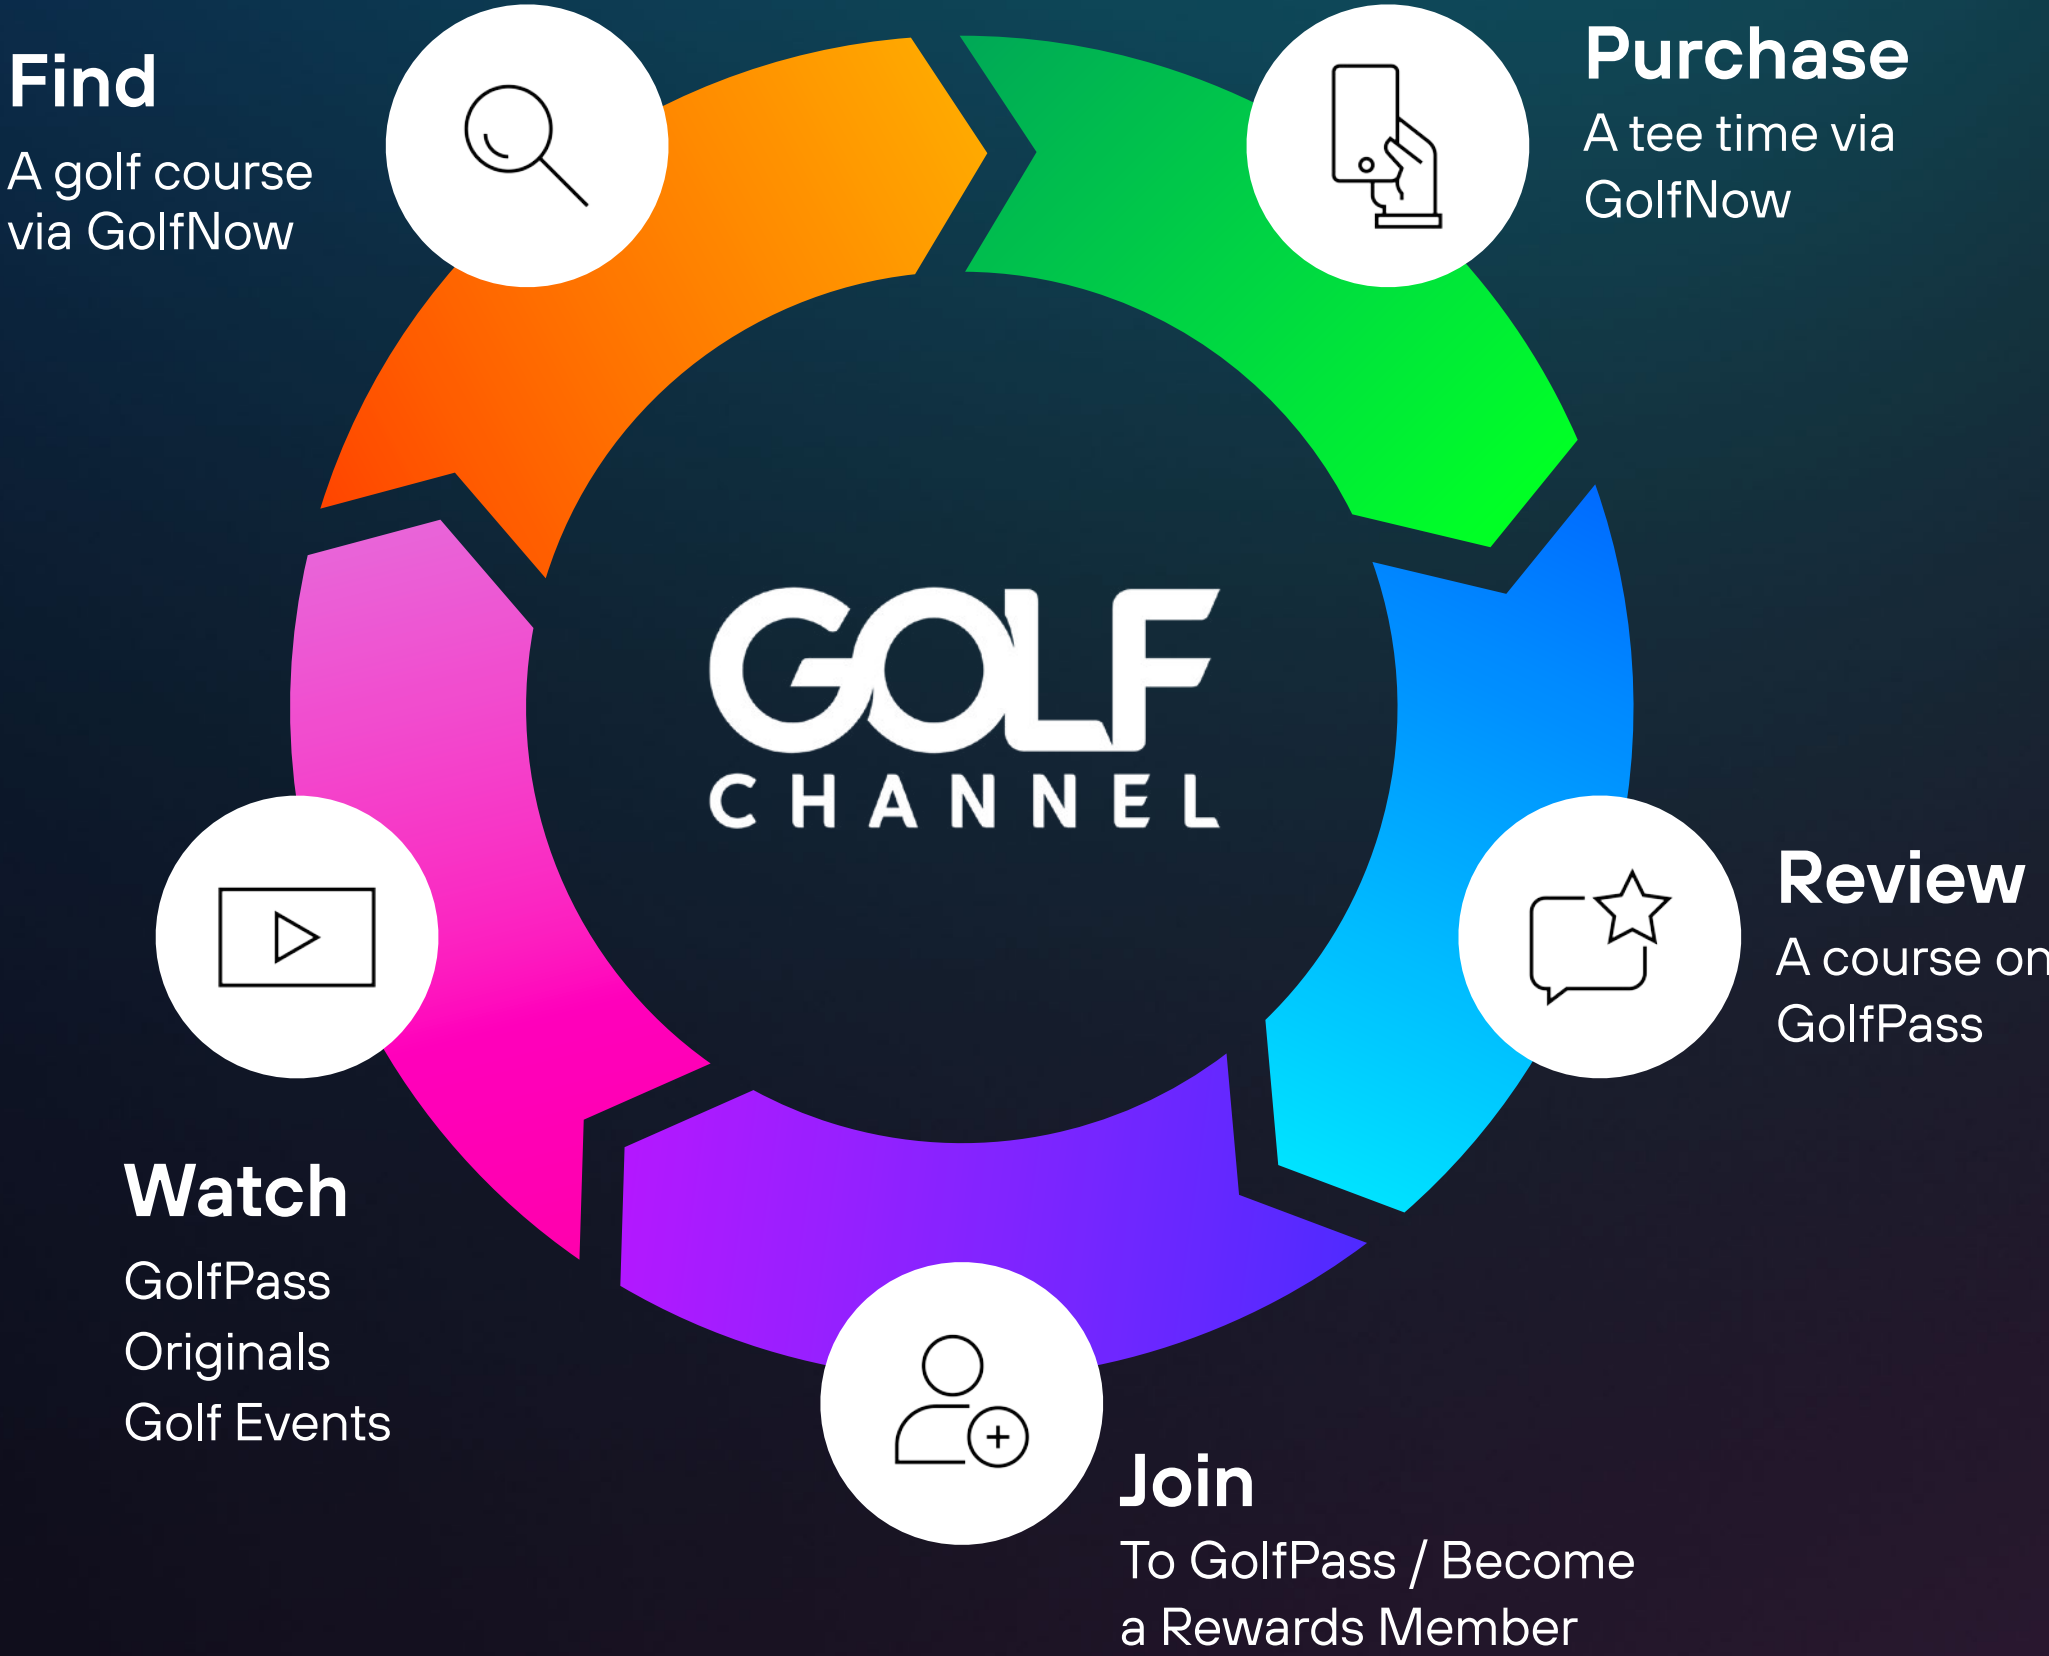 Find
A golf course
via GolfNow
Purchase
A tee time via
GolfNow
GOLF
CHANNEL
Review
A course on
GolfPass
Watch
GolfPass
Originals
Golf Events
Join
To GolfPass / Become
a Rewards Member